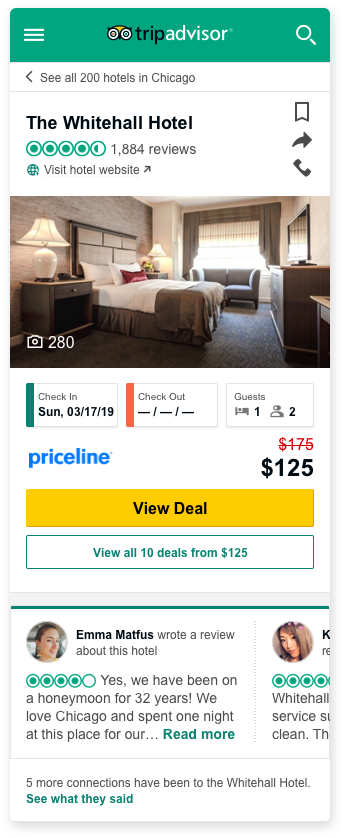 tripadvisor
See all 200 hotels in Chicago
The Whitehall Hotel
1,884 reviews
Visit hotel website
280
Check In
Sun, 03/17/19
Check Out
— / — / —
Guests
1 2
priceline
$175
$125
View Deal
View all 10 deals from $125
Emma Matfus wrote a review
about this hotel
Yes, we have been on
a honeymoon for 32 years! We
love Chicago and spent one night
at this place for our… Read more
K
re
Whitehall
service su
clean. Th
5 more connections have been to the Whitehall Hotel.
See what they said